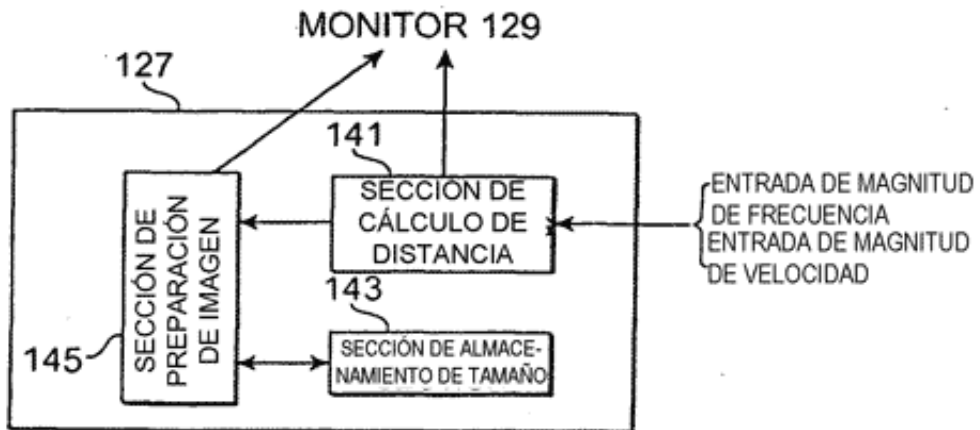 MONITOR 129
127
141
SECCIÓN DE
CÁLCULO DE
DISTANCIA
ENTRADA DE MAGNITUD
DE FRECUENCIA
ENTRADA DE MAGNITUD
DE VELOCIDAD
SECCIÓN DE
PREPARACIÓN
DE IMAGEN
145
143
SECCIÓN DE ALMACE-
NAMIENTO DE TAMAÑO